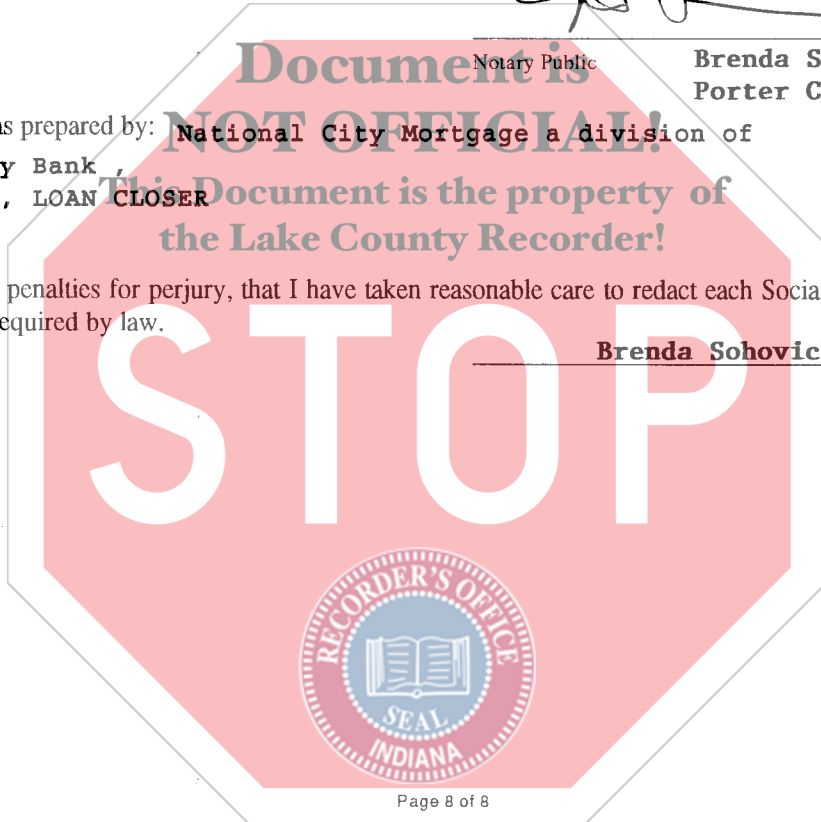 Notary Public Brenda S
Porter C
s prepared by: National City Mortgage a division of
y Bank ,
, LOAN CLOSER
penalties for perjury, that I have taken reasonable care to redact each Socia
equired by law.
Brenda Sohovic
Document is
NOT OFFICIAL!
This Document is the property of
the Lake County Recorder!
STOP
RECORDER'S OFFICE
SEAL
INDIANA
Page 8 of 8